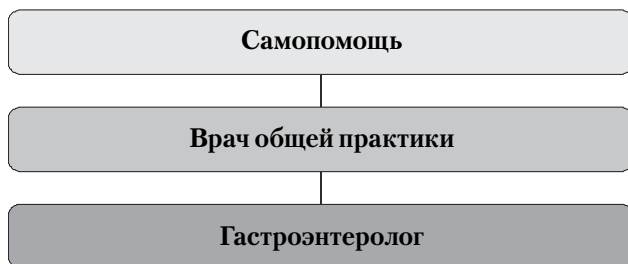 Самопомощь
Врач общей практики
Гастроэнтеролог